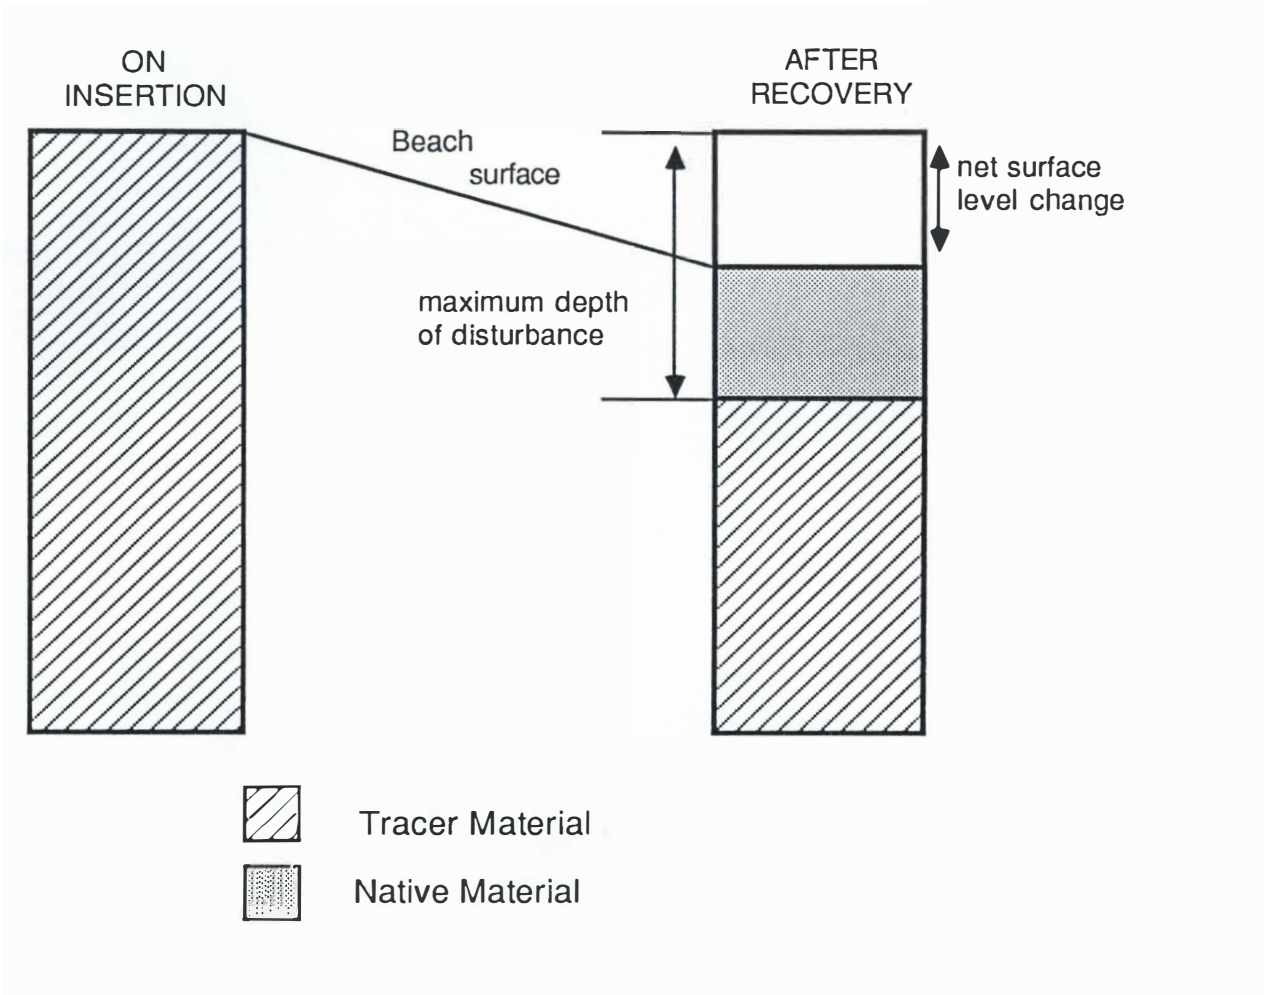 ON
INSERTION
AFTER
RECOVERY
Beach
surface
net surface
level change
maximum depth
of disturbance
Tracer Material
Native Material